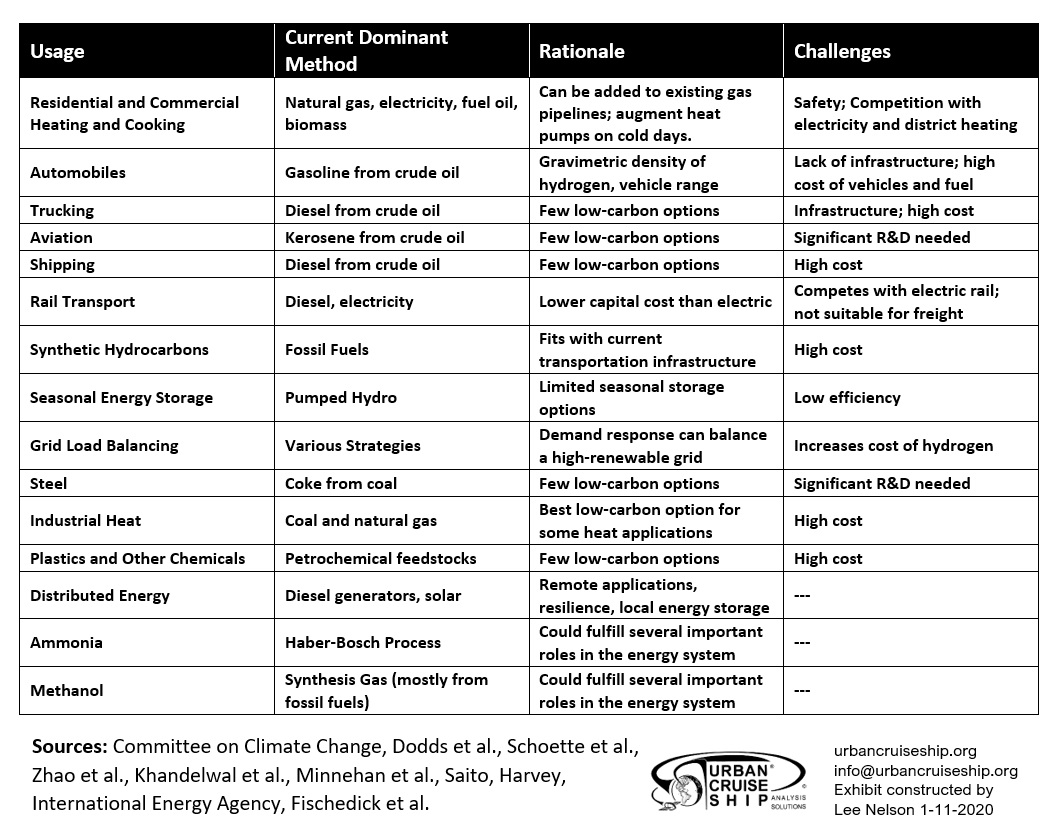 Usage
Current Dominant
Method
Rationale
Challenges
Residential and Commercial
Heating and Cooking
Natural gas, electricity, fuel oil,
biomass
Can be added to existing gas
pipelines; augment heat
pumps on cold days.
Safety; Competition with
electricity and district heating
Automobiles
Gasoline from crude oil
Gravimetric density of
hydrogen, vehicle range
Lack of infrastructure; high
cost of vehicles and fuel
Trucking
Diesel from crude oil
Few low-carbon options
Infrastructure; high cost
Aviation
Kerosene from crude oil
Few low-carbon options
Significant R&D needed
Shipping
Diesel from crude oil
Few low-carbon options
High cost
Rail Transport
Diesel, electricity
Lower capital cost than electric
Competes with electric rail;
not suitable for freight
Synthetic Hydrocarbons
Fossil Fuels
Fits with current
transportation infrastructure
High cost
Seasonal Energy Storage
Pumped Hydro
Limited seasonal storage
options
Low efficiency
Grid Load Balancing
Various Strategies
Demand response can balance
a high-renewable grid
Increases cost of hydrogen
Steel
Coke from coal
Few low-carbon options
Significant R&D needed
Industrial Heat
Coal and natural gas
Best low-carbon option for
some heat applications
High cost
Plastics and Other Chemicals
Petrochemical feedstocks
Few low-carbon options
High cost
Distributed Energy
Diesel generators, solar
Remote applications,
resilience, local energy storage
---
Ammonia
Haber-Bosch Process
Could fulfill several important
roles in the energy system
---
Methanol
Synthesis Gas (mostly from
fossil fuels)
Could fulfill several important
roles in the energy system
---
Sources: Committee on Climate Change, Dodds et al., Schoette et al.,
Zhao et al., Khandelwal et al., Minnehan et al., Saito, Harvey,
International Energy Agency, Fischedick et al.
URBAN®
CRUISE
SHIP
ANALYSIS
SOLUTIONS
urbancruiseship.org
info@urbancruiseship.org
Exhibit constructed by
Lee Nelson 1-11-2020